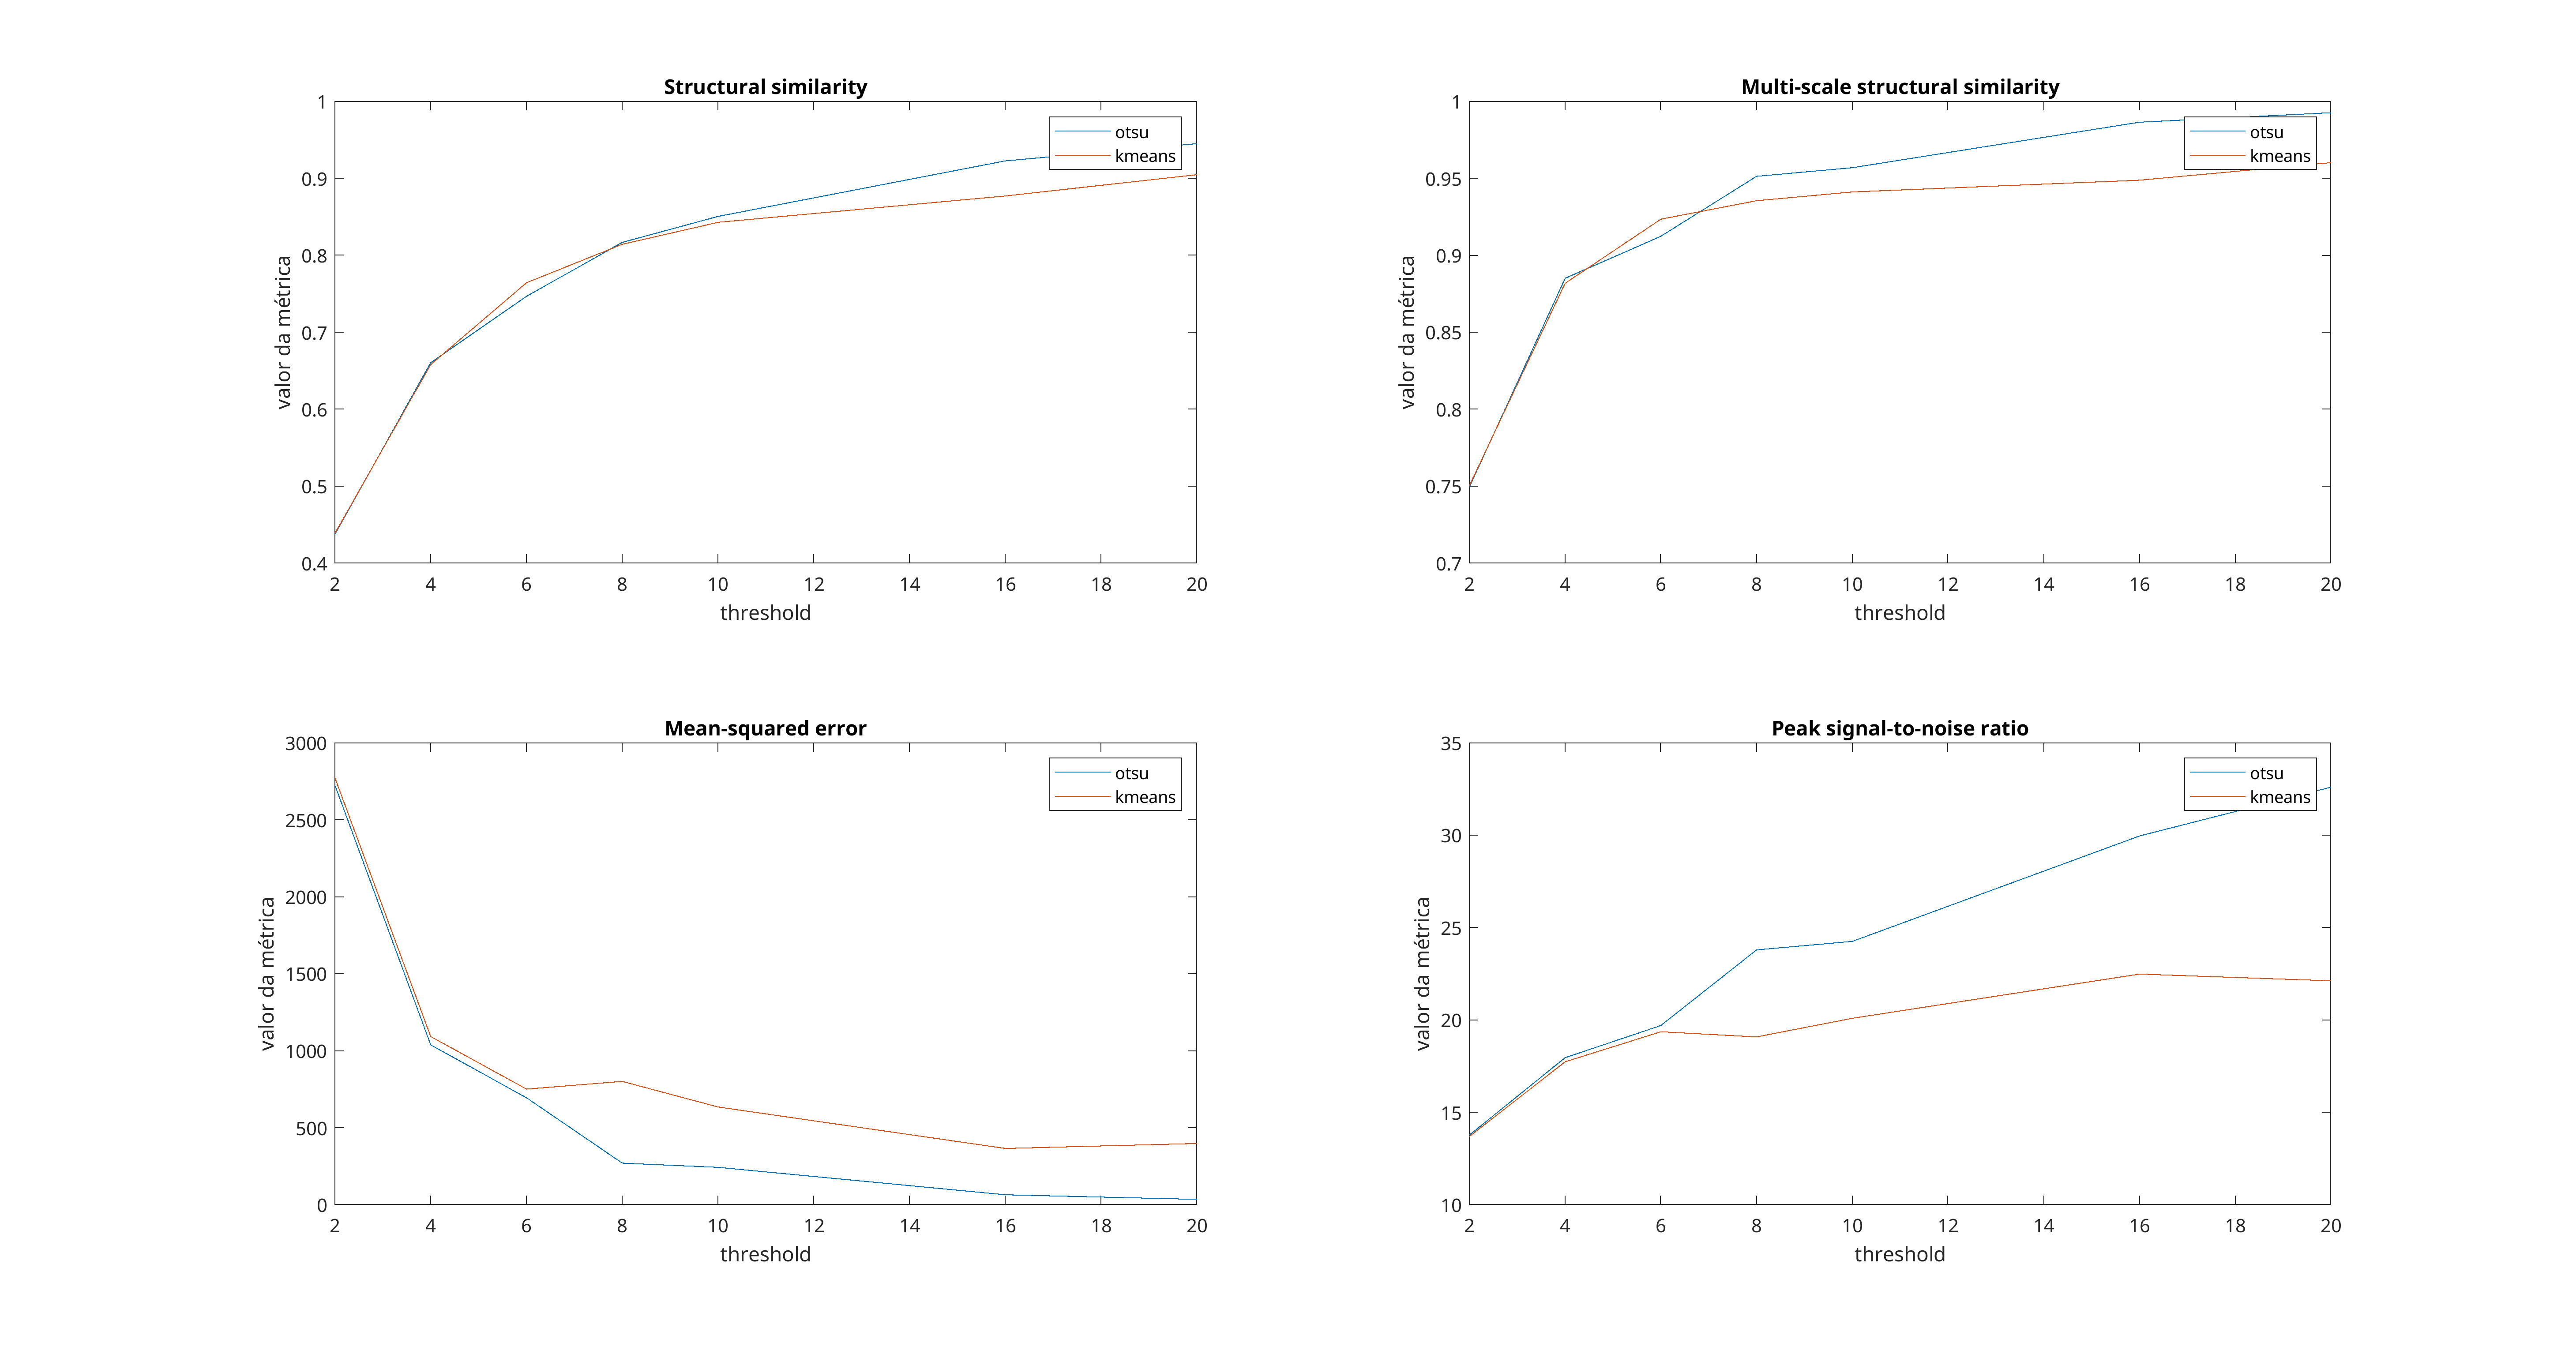 Structural similarity
1
0.9
0.8
0.7
0.6
0.5
0.4
valor da métrica
otsu
kmeans
2 4 6 8 10 12 14 16 18 20
threshold
Multi-scale structural similarity
1
0.95
0.9
0.85
0.8
0.75
0.7
valor da métrica
otsu
kmeans
2 4 6 8 10 12 14 16 18 20
threshold
Mean-squared error
3000
2500
2000
1500
1000
500
0
valor da métrica
otsu
kmeans
2 4 6 8 10 12 14 16 18 20
threshold
Peak signal-to-noise ratio
35
30
25
20
15
10
valor da métrica
otsu
kmeans
2 4 6 8 10 12 14 16 18 20
threshold